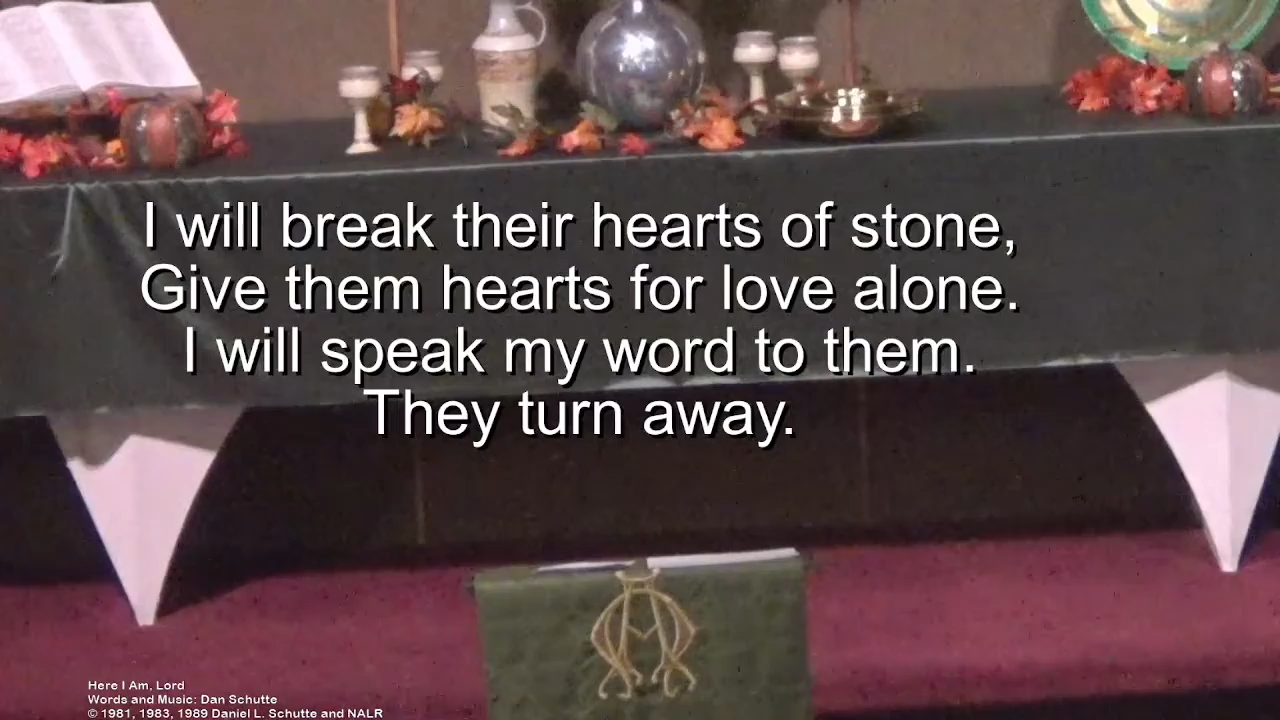 I will break their hearts of stone,
Give them hearts for love alone.
I will speak my word to them.
They turn away.
Here I Am, Lord
Words and Music: Dan Schutte
© 1981, 1983, 1989 Daniel L. Schutte and NALR